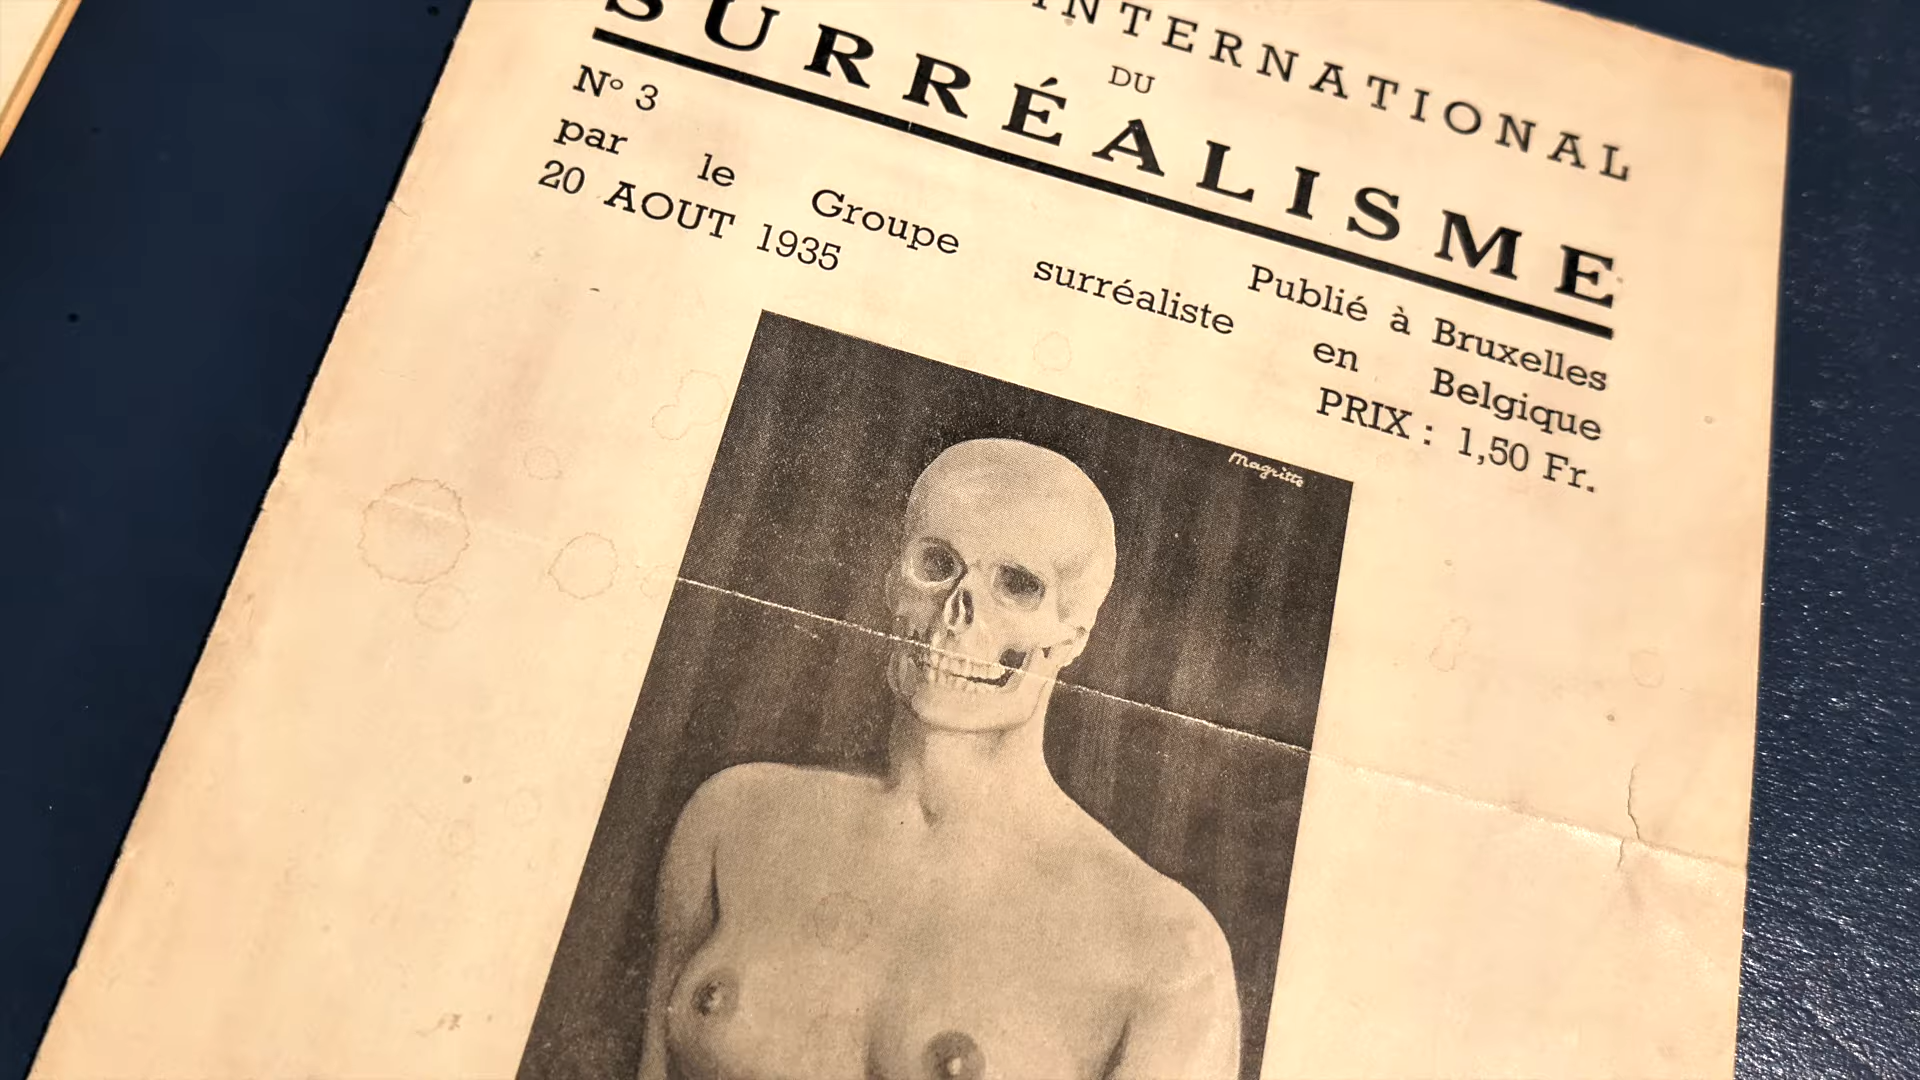 INTERNATIONAL
DU
SURRÉALISME
N° 3 Publié à Bruxelles
par le Groupe surréaliste en Belgique
20 AOUT 1935 PRIX : 1,50 Fr.
Magritte